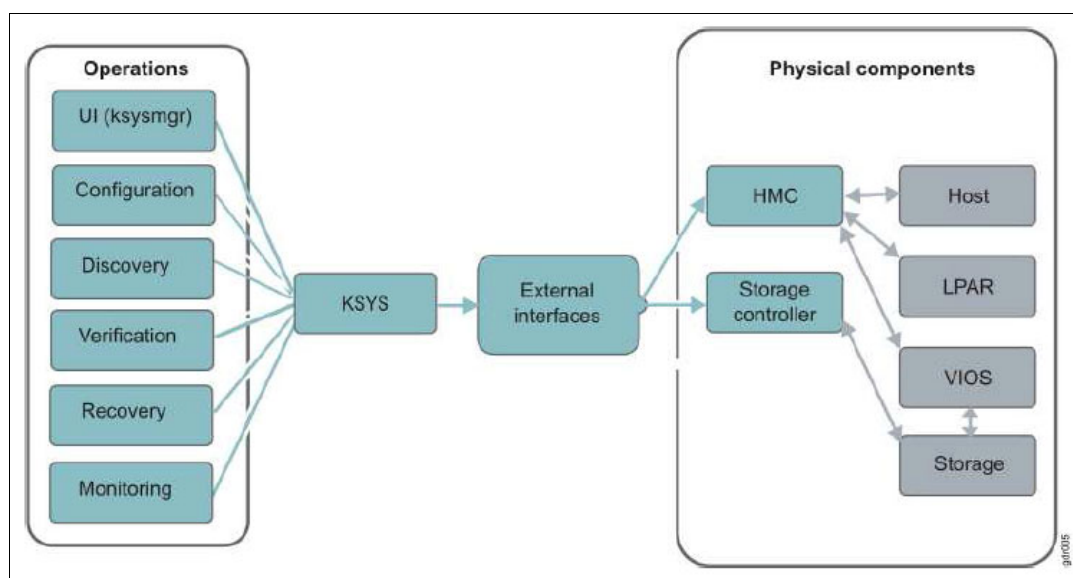 Operations
UI (ksysmgr)
Configuration
Discovery
Verification
Recovery
Monitoring
KSYS
External
interfaces
Physical components
HMC
Host
Storage
controller
LPAR
VIOS
Storage
gdr005